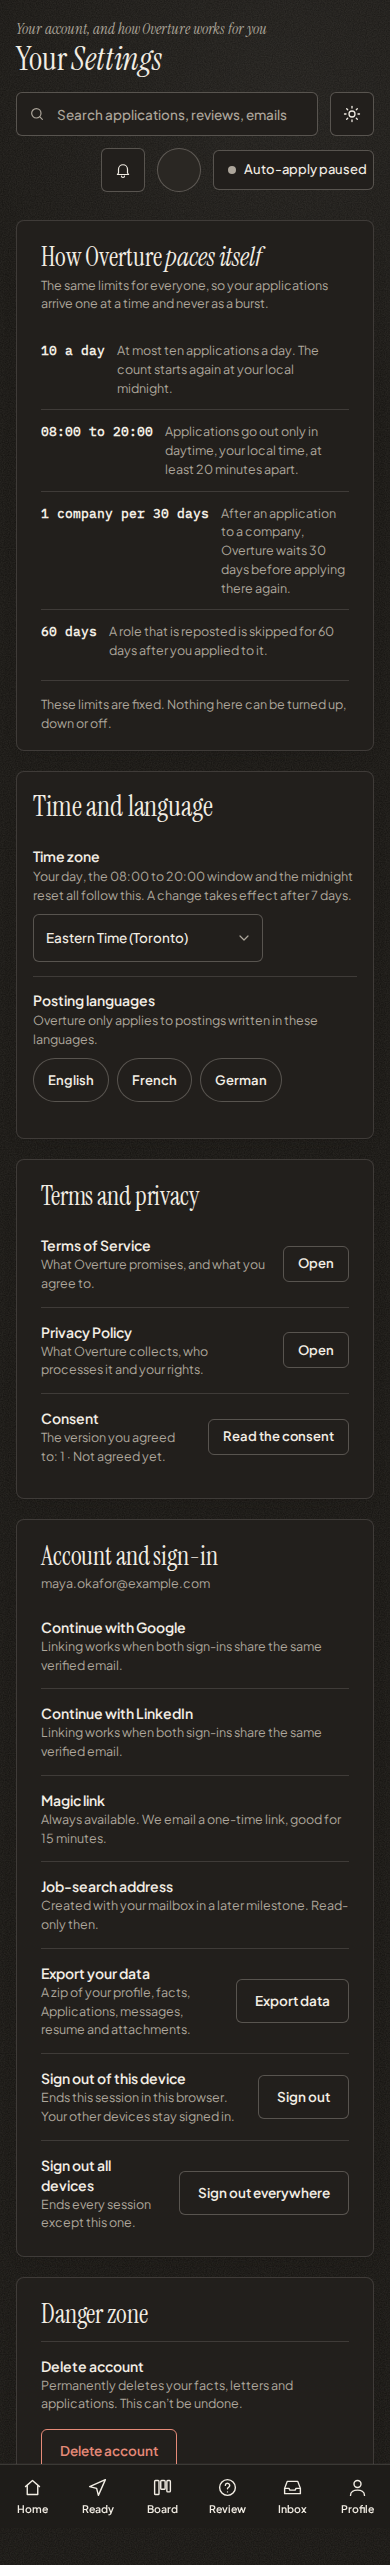 Your account, and how Overture works for you
Your Settings
Search applications, reviews, emails
Auto-apply paused
How Overture paces itself
The same limits for everyone, so your applications
arrive one at a time and never as a burst.
10 a day
At most ten applications a day. The
count starts again at your local
midnight.
08:00 to 20:00
Applications go out only in
daytime, your local time, at
least 20 minutes apart.
1 company per 30 days
After an application
to a company,
Overture waits 30
days before applying
there again.
60 days
A role that is reposted is skipped for 60
days after you applied to it.
These limits are fixed. Nothing here can be turned up,
down or off.
Time and language
Time zone
Your day, the 08:00 to 20:00 window and the midnight
reset all follow this. A change takes effect after 7 days.
Eastern Time (Toronto)
Posting languages
Overture only applies to postings written in these
languages.
English
French
German
Terms and privacy
Terms of Service
What Overture promises, and what you
agree to.
Open
Privacy Policy
What Overture collects, who
processes it and your rights.
Open
Consent
The version you agreed
to: 1 · Not agreed yet.
Read the consent
Account and sign-in
maya.okafor@example.com
Continue with Google
Linking works when both sign-ins share the same
verified email.
Continue with LinkedIn
Linking works when both sign-ins share the same
verified email.
Magic link
Always available. We email a one-time link, good for
15 minutes.
Job-search address
Created with your mailbox in a later milestone. Read-
only then.
Export your data
A zip of your profile, facts,
Applications, messages,
resume and attachments.
Export data
Sign out of this device
Ends this session in this browser.
Your other devices stay signed in.
Sign out
Sign out all
devices
Ends every session
except this one.
Sign out everywhere
Danger zone
Delete account
Permanently deletes your facts, letters and
applications. This can't be undone.
Delete account
Home
Ready
Board
Review
Inbox
Profile